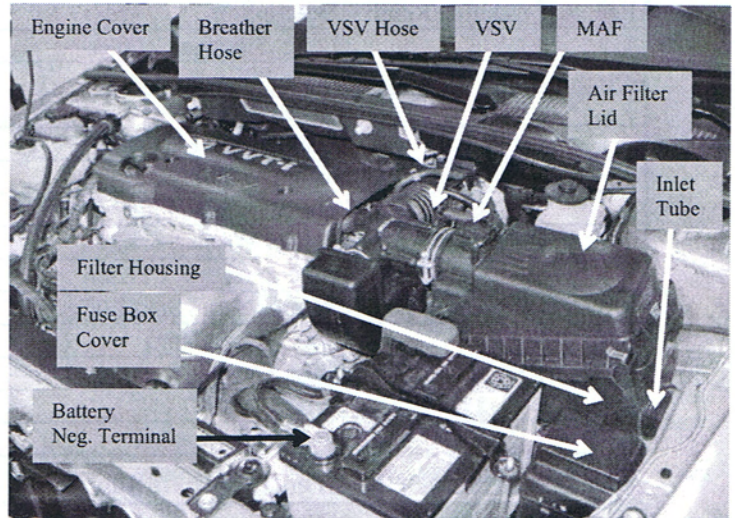 Engine Cover
Breather
Hose
VSV Hose
VSV
MAF
Air Filter
Lid
Inlet
Tube
Filter Housing
Fuse Box
Cover
Battery
Neg. Terminal